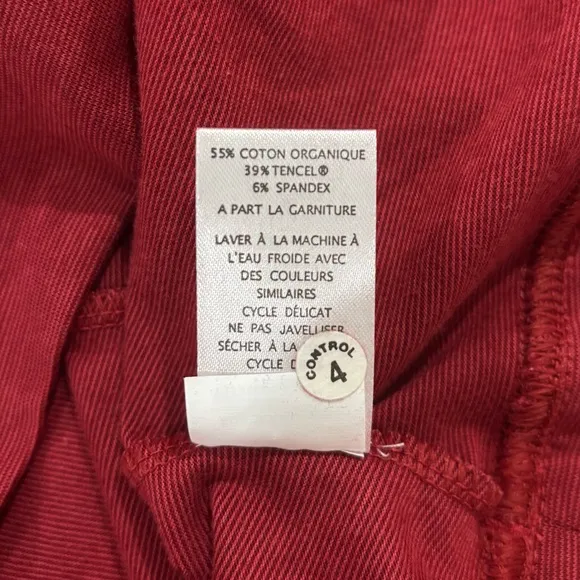 55% COTON ORGANIQUE
39% TENCEL®
6% SPANDEX
A PART LA GARNITURE
LAVER À LA MACHINE À
L'EAU FROIDE AVEC
DES COULEURS
SIMILAIRES
CYCLE DÉLICAT
NE PAS JAVELLISER
SÉCHER À LA
CYCLE
CONTROL
4